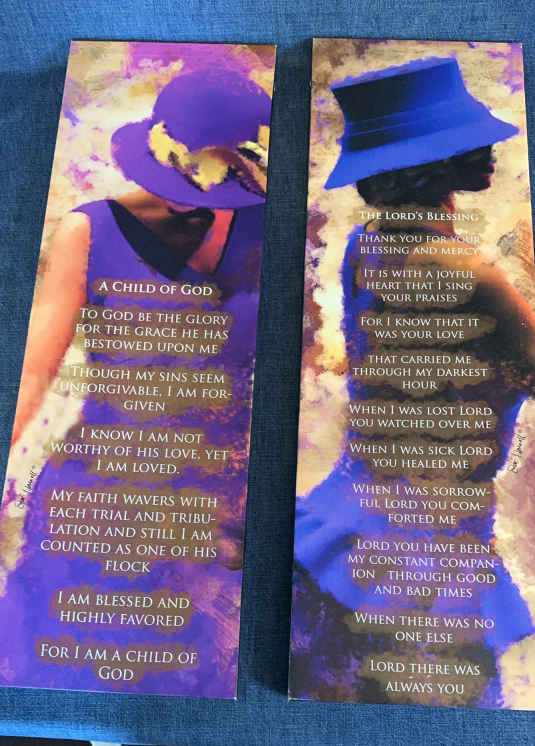 A Child of God
To God be the glory
for the grace He has
bestowed upon me
Though my sins seem
unforgivable, I am for-
given
I know I am not
worthy of His love, yet
I am loved.
My faith wavers with
each trial and tribu-
lation and still I am
counted as one of His
flock
I am blessed and
highly favored
For I am a child of
God
The Lord's Blessing
Thank you for your
blessing and mercy
It is with a joyful
heart that I sing
your praises
For I know that it
was your love
that carried me
through my darkest
hour
When I was lost Lord
you watched over me
When I was sick Lord
you healed me
When I was sorrow-
ful Lord you com-
forted me
Lord you have been
my constant compan-
ion through good
and bad times
When there was no
one else
Lord there was
always you